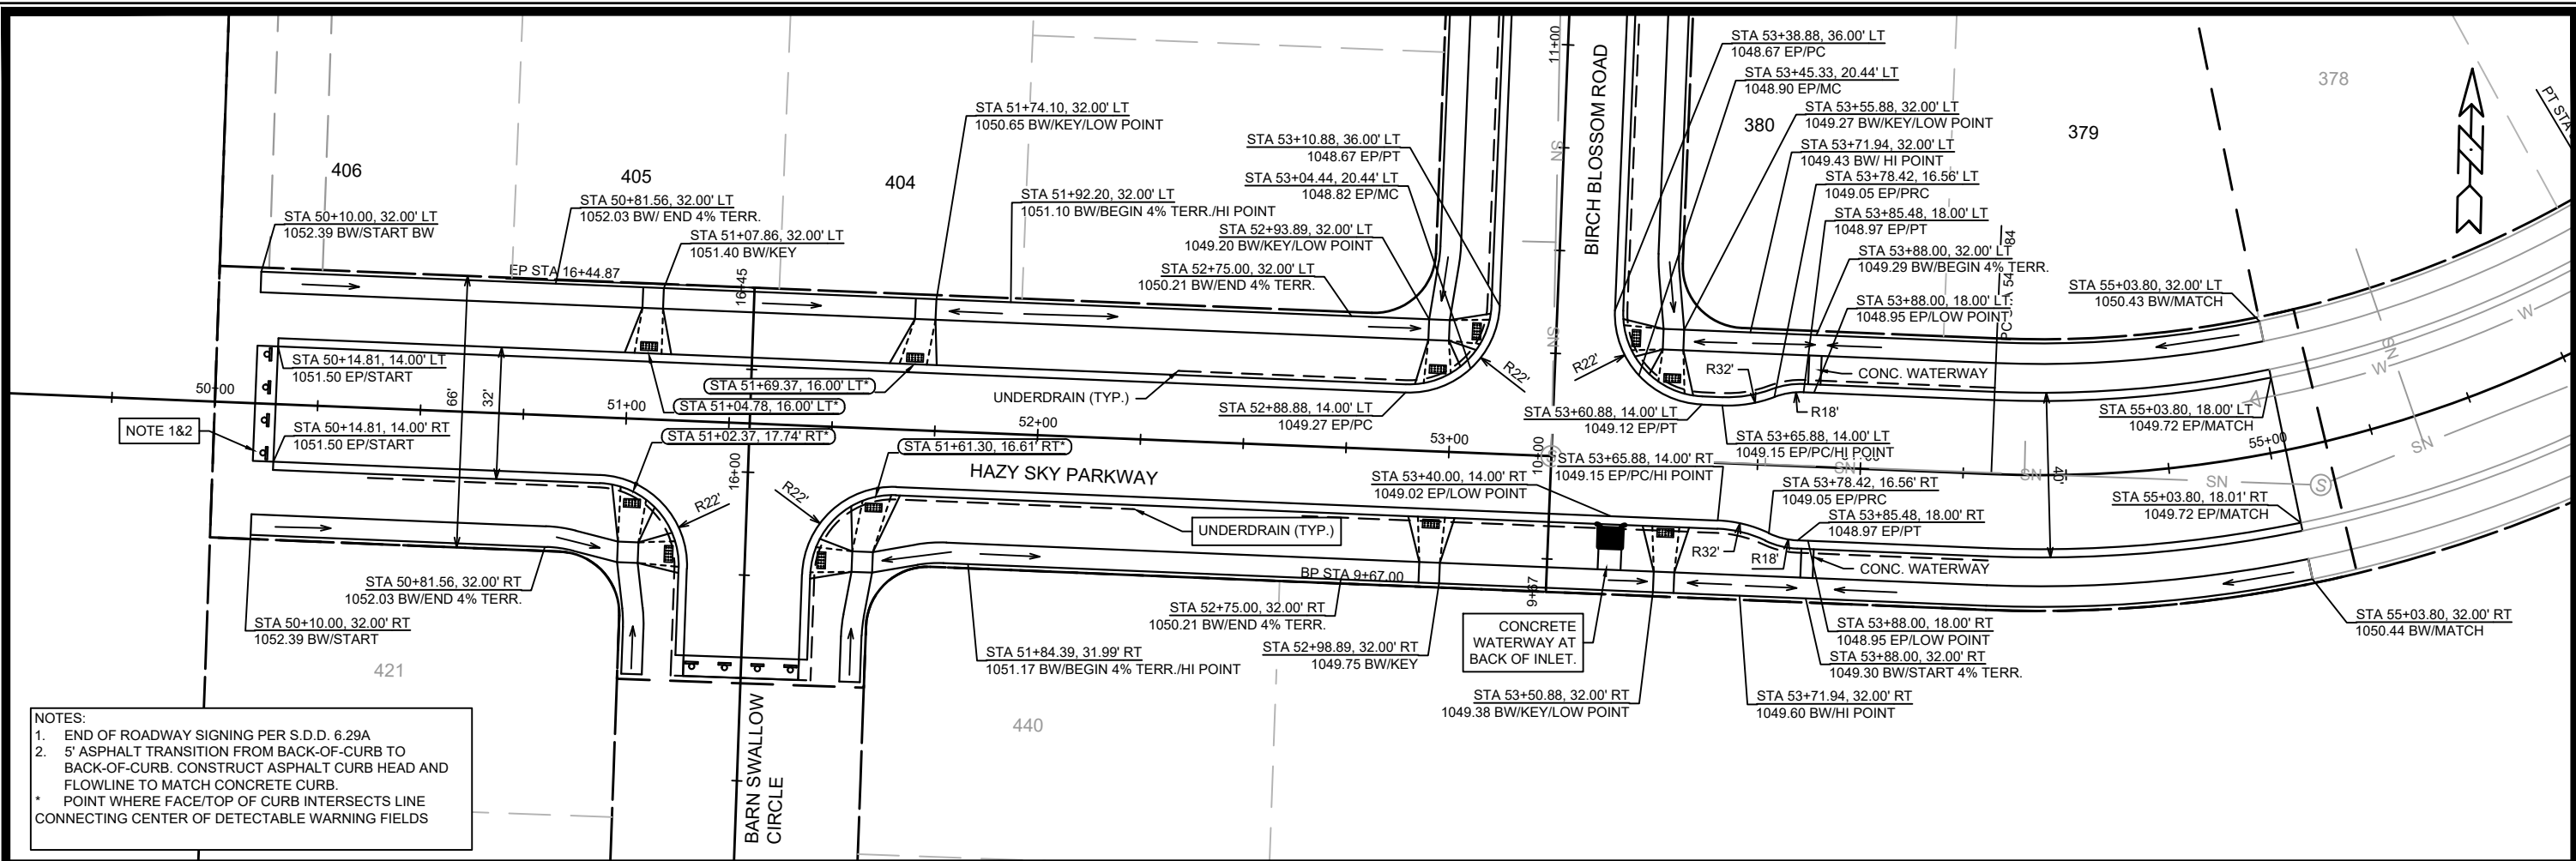 406
405
404
380
379
378
421
440
STA 50+10.00, 32.00' LT
1052.39 BW/START BW
STA 50+81.56, 32.00' LT
1052.03 BW/ END 4% TERR.
STA 51+07.86, 32.00' LT
1051.40 BW/KEY
STA 51+74.10, 32.00' LT
1050.65 BW/KEY/LOW POINT
STA 51+92.20, 32.00' LT
1051.10 BW/BEGIN 4% TERR./HI POINT
STA 53+10.88, 36.00' LT
1048.67 EP/PT
STA 53+04.44, 20.44' LT
1048.82 EP/MC
STA 52+93.89, 32.00' LT
1049.20 BW/KEY/LOW POINT
STA 52+75.00, 32.00' LT
1050.21 BW/END 4% TERR.
11+00
BIRCH BLOSSOM ROAD
STA 53+38.88, 36.00' LT
1048.67 EP/PC
STA 53+45.33, 20.44' LT
1048.90 EP/MC
STA 53+55.88, 32.00' LT
1049.27 BW/KEY/LOW POINT
STA 53+71.94, 32.00' LT
1049.43 BW/ HI POINT
STA 53+78.42, 16.56' LT
1049.05 EP/PRC
STA 53+85.48, 18.00' LT
1048.97 EP/PT
STA 53+88.00, 32.00' LT
1049.29 BW/BEGIN 4% TERR.
STA 53+88.00, 18.00' LT
1048.95 EP/LOW POINT
STA 55+03.80, 32.00' LT
1050.43 BW/MATCH
PT STA
EP STA 16+44.87
16+45
STA 50+14.81, 14.00' LT
1051.50 EP/START
50+00
NOTE 1&2
66'
32'
51+00
STA 51+69.37, 16.00' LT*
STA 51+04.78, 16.00' LT*
UNDERDRAIN (TYP.)
52+00
R22'
R22'
R32'
CONC. WATERWAY
R18'
STA 52+88.88, 14.00' LT
1049.27 EP/PC
STA 53+60.88, 14.00' LT
1049.12 EP/PT
STA 55+03.80, 18.00' LT
1049.72 EP/MATCH
STA 50+14.81, 14.00' RT
1051.50 EP/START
STA 51+02.37, 17.74' RT*
STA 51+61.30, 16.61' RT*
53+00
10+00
STA 53+65.88, 14.00' LT
1049.15 EP/PC/HI POINT
55+00
HAZY SKY PARKWAY
STA 53+65.88, 14.00' RT
1049.15 EP/PC/HI POINT
STA 53+40.00, 14.00' RT
1049.02 EP/LOW POINT
STA 53+78.42, 16.56' RT
1049.05 EP/PRC
40'
STA 55+03.80, 18.01' RT
1049.72 EP/MATCH
16+00
R22'
R22'
UNDERDRAIN (TYP.)
STA 53+85.48, 18.00' RT
1048.97 EP/PT
R32'
R18'
CONC. WATERWAY
STA 50+81.56, 32.00' RT
1052.03 BW/END 4% TERR.
BP STA 9+67.00
9+67
STA 52+75.00, 32.00' RT
1050.21 BW/END 4% TERR.
STA 50+10.00, 32.00' RT
1052.39 BW/START
STA 51+84.39, 31.99' RT
1051.17 BW/BEGIN 4% TERR./HI POINT
STA 52+98.89, 32.00' RT
1049.75 BW/KEY
CONCRETE
WATERWAY AT
BACK OF INLET.
STA 53+88.00, 18.00' RT
1048.95 EP/LOW POINT
STA 53+88.00, 32.00' RT
1049.30 BW/START 4% TERR.
STA 55+03.80, 32.00' RT
1050.44 BW/MATCH
STA 53+50.88, 32.00' RT
1049.38 BW/KEY/LOW POINT
STA 53+71.94, 32.00' RT
1049.60 BW/HI POINT
SN
SN
SN
SN
SN
SN
SN
W
W
S
BARN SWALLOW
CIRCLE
NOTES:
1. END OF ROADWAY SIGNING PER S.D.D. 6.29A
2. 5' ASPHALT TRANSITION FROM BACK-OF-CURB TO
BACK-OF-CURB. CONSTRUCT ASPHALT CURB HEAD AND
FLOWLINE TO MATCH CONCRETE CURB.
* POINT WHERE FACE/TOP OF CURB INTERSECTS LINE
CONNECTING CENTER OF DETECTABLE WARNING FIELDS